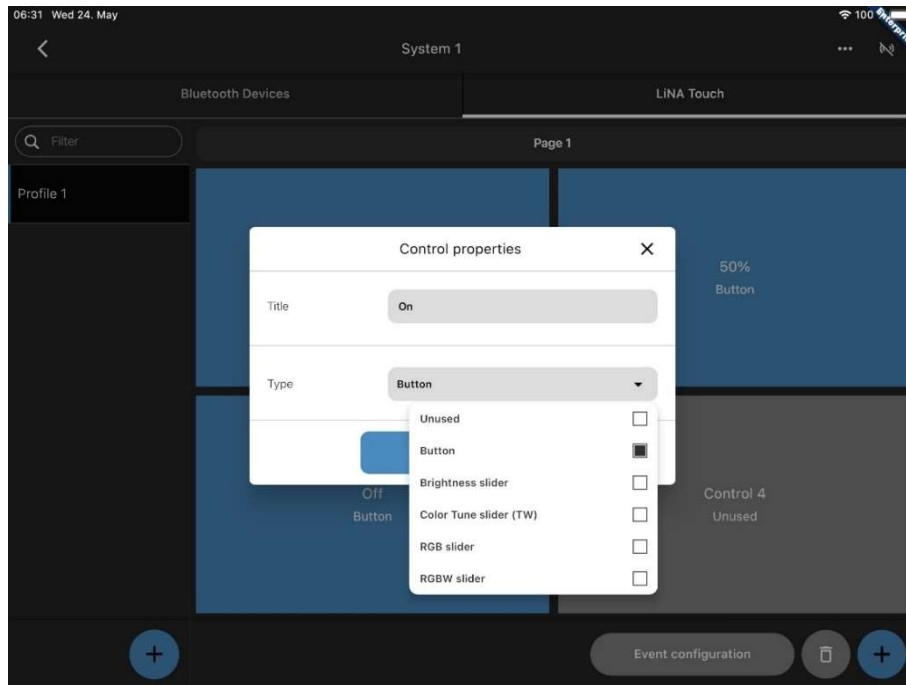 06:31 Wed 24. May
100
System 1
Bluetooth Devices
LiNA Touch
Filter
Page 1
Profile 1
Control properties
50%
Button
Title
On
Type
Button
Unused
Button
Brightness slider
Color Tune slider (TW)
RGB slider
RGBW slider
Off
Button
Control 4
Unused
Event configuration